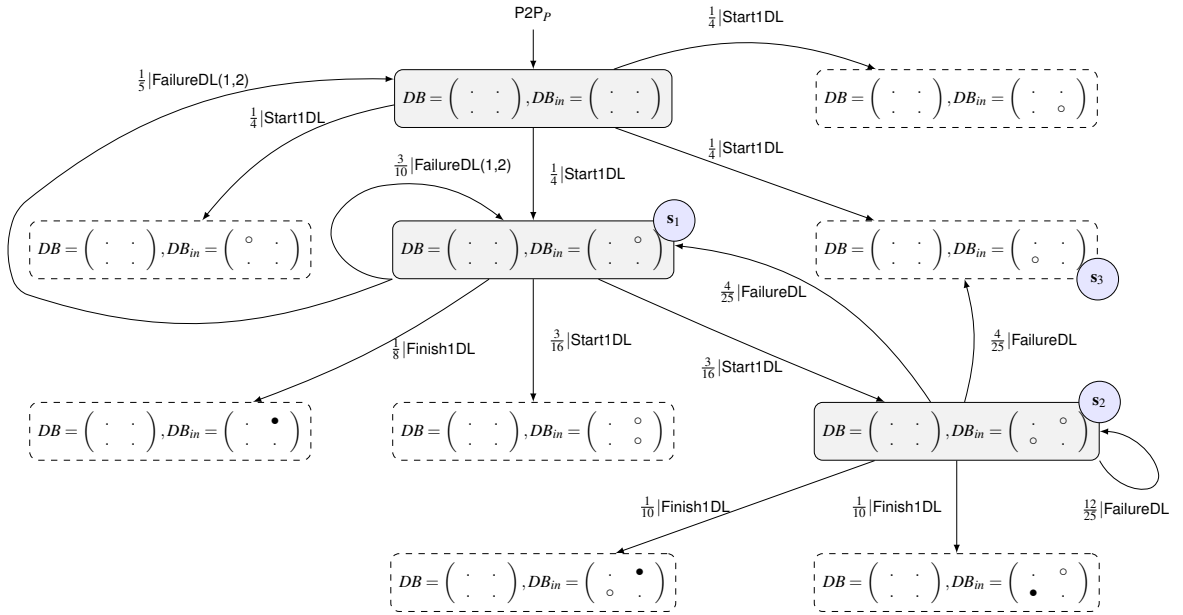 P2P_P
1/4|Start1DL
1/5|FailureDL(1,2)
DB = ( · · ; · · ), DB_in = ( · · ; · · )
DB = ( · · ; · · ), DB_in = ( · · ; · ○ )
1/4|Start1DL
1/4|Start1DL
3/10|FailureDL(1,2)
1/4|Start1DL
s₁
DB = ( · · ; · · ), DB_in = ( ○ · ; · · )
DB = ( · · ; · · ), DB_in = ( · ○ ; · · )
DB = ( · · ; · · ), DB_in = ( · · ; ○ · )
s₃
4/25|FailureDL
1/8|Finish1DL
3/16|Start1DL
3/16|Start1DL
4/25|FailureDL
s₂
DB = ( · · ; · · ), DB_in = ( · ● ; · · )
DB = ( · · ; · · ), DB_in = ( · ○ ; · ○ )
DB = ( · · ; · · ), DB_in = ( · ○ ; ○ · )
1/10|Finish1DL
1/10|Finish1DL
12/25|FailureDL
DB = ( · · ; · · ), DB_in = ( · ● ; ○ · )
DB = ( · · ; · · ), DB_in = ( · ○ ; ● · )